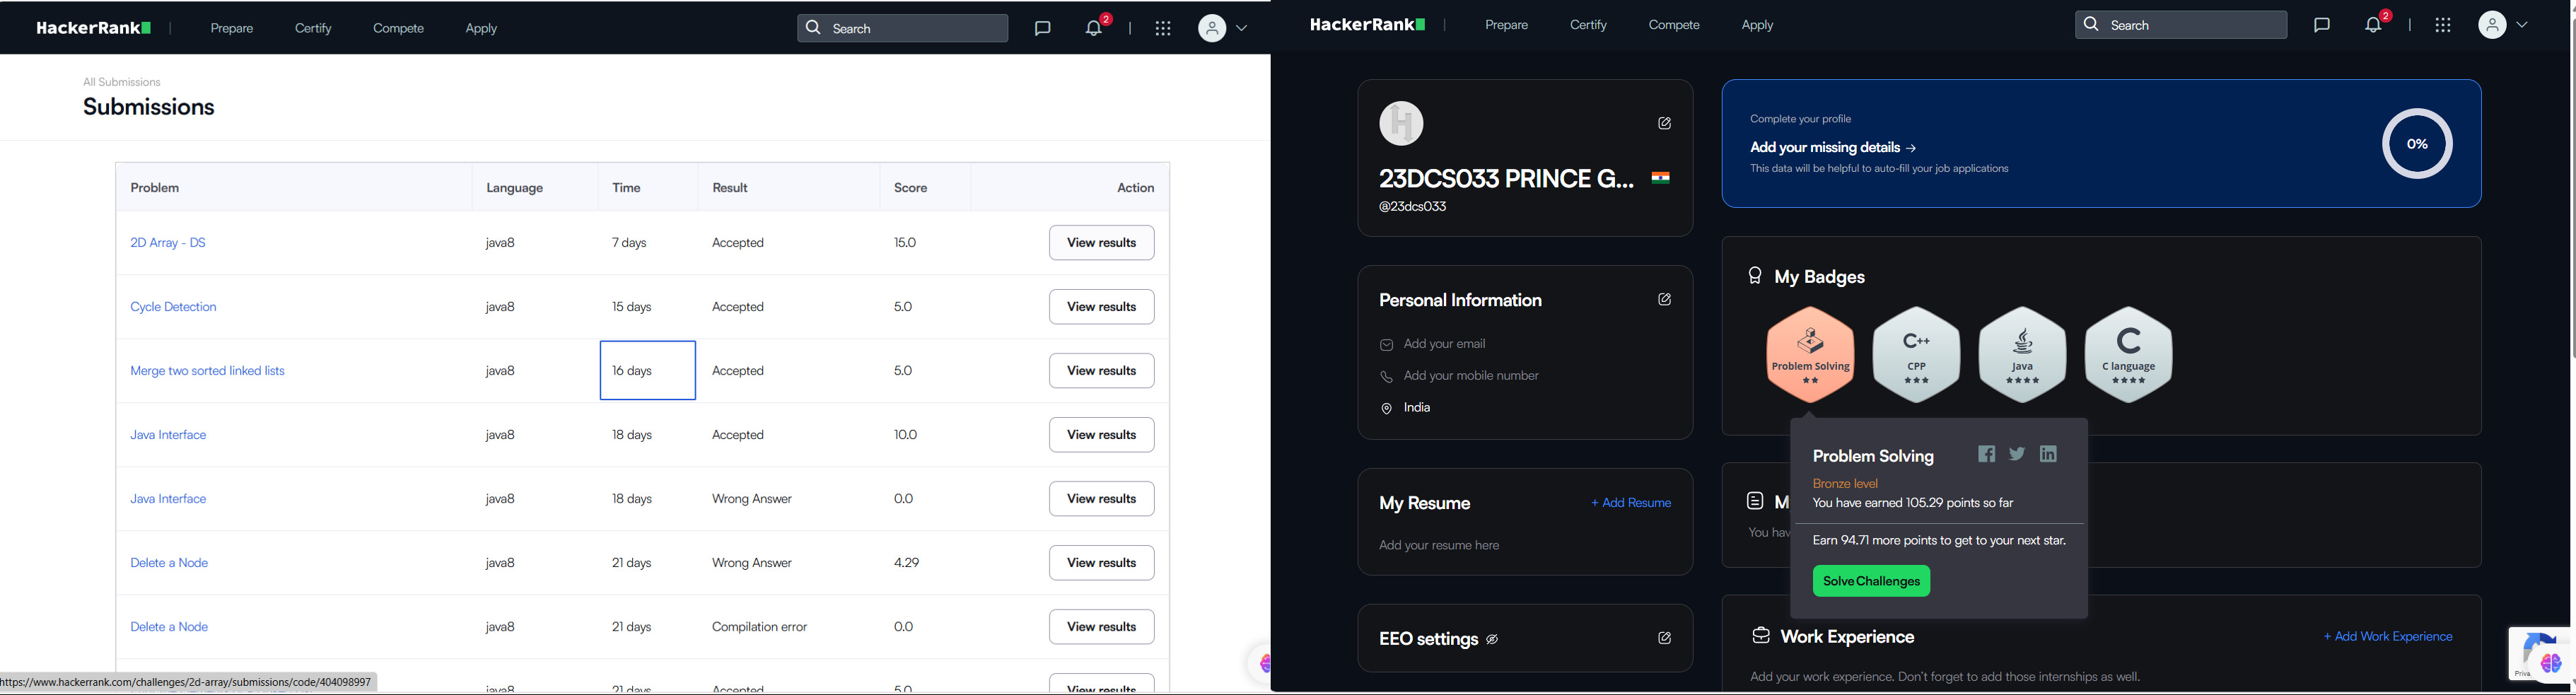 HackerRank
Prepare
Certify
Compete
Apply
Search
2
All Submissions
Submissions
Problem Language Time Result Score Action
2D Array - DS java8 7 days Accepted 15.0 View results
Cycle Detection java8 15 days Accepted 5.0 View results
Merge two sorted linked lists java8 16 days Accepted 5.0 View results
Java Interface java8 18 days Accepted 10.0 View results
Java Interface java8 18 days Wrong Answer 0.0 View results
Delete a Node java8 21 days Wrong Answer 4.29 View results
Delete a Node java8 21 days Compilation error 0.0 View results
java8 21 days Accepted 5.0 View results
https://www.hackerrank.com/challenges/2d-array/submissions/code/404098997
HackerRank
Prepare
Certify
Compete
Apply
Search
2
H
23DCS033 PRINCE G...
@23dcs033
Personal Information
Add your email
Add your mobile number
India
My Resume
+ Add Resume
Add your resume here
EEO settings
Complete your profile
Add your missing details →
This data will be helpful to auto-fill your job applications
0%
My Badges
Problem Solving
C++
CPP
Java
C
C language
M
You hav
Problem Solving
Bronze level
You have earned 105.29 points so far
Earn 94.71 more points to get to your next star.
Solve Challenges
Work Experience
+ Add Work Experience
Add your work experience. Don't forget to add those internships as well.
Priva